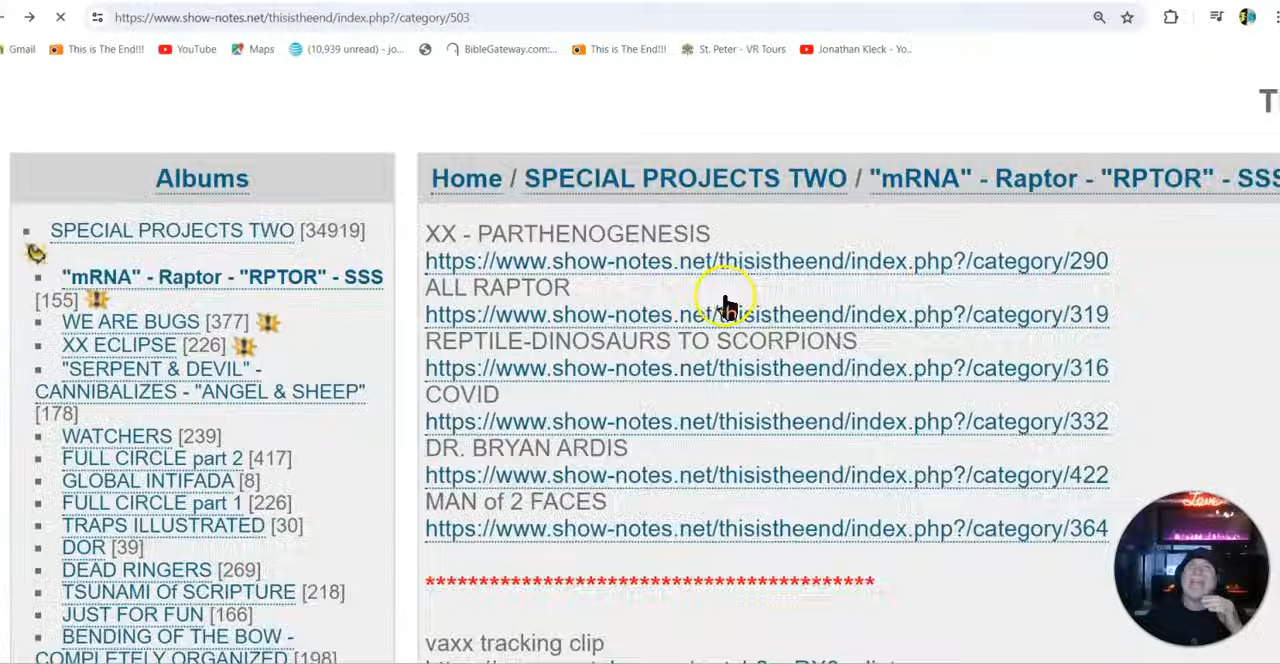 https://www.show-notes.net/thisistheend/index.php?/category/503
Gmail
This is The End!!!
YouTube
Maps
(10,939 unread) - jo...
BibleGateway.com:...
This is The End!!!
St. Peter - VR Tours
Jonathan Kleck - Yo..
Albums
SPECIAL PROJECTS TWO [34919]
"mRNA" - Raptor - "RPTOR" - SSS
[155]
WE ARE BUGS [377]
XX ECLIPSE [226]
"SERPENT & DEVIL" -
CANNIBALIZES - "ANGEL & SHEEP"
[178]
WATCHERS [239]
FULL CIRCLE part 2 [417]
GLOBAL INTIFADA [8]
FULL CIRCLE part 1 [226]
TRAPS ILLUSTRATED [30]
DOR [39]
DEAD RINGERS [269]
TSUNAMI Of SCRIPTURE [218]
JUST FOR FUN [166]
BENDING OF THE BOW -
COMPLETELY ORGANIZED [198]
Home / SPECIAL PROJECTS TWO / "mRNA" - Raptor - "RPTOR" - SSS
XX - PARTHENOGENESIS
https://www.show-notes.net/thisistheend/index.php?/category/290
ALL RAPTOR
https://www.show-notes.net/thisistheend/index.php?/category/319
REPTILE-DINOSAURS TO SCORPIONS
https://www.show-notes.net/thisistheend/index.php?/category/316
COVID
https://www.show-notes.net/thisistheend/index.php?/category/332
DR. BRYAN ARDIS
https://www.show-notes.net/thisistheend/index.php?/category/422
MAN of 2 FACES
https://www.show-notes.net/thisistheend/index.php?/category/364
******************************************
vaxx tracking clip
Love